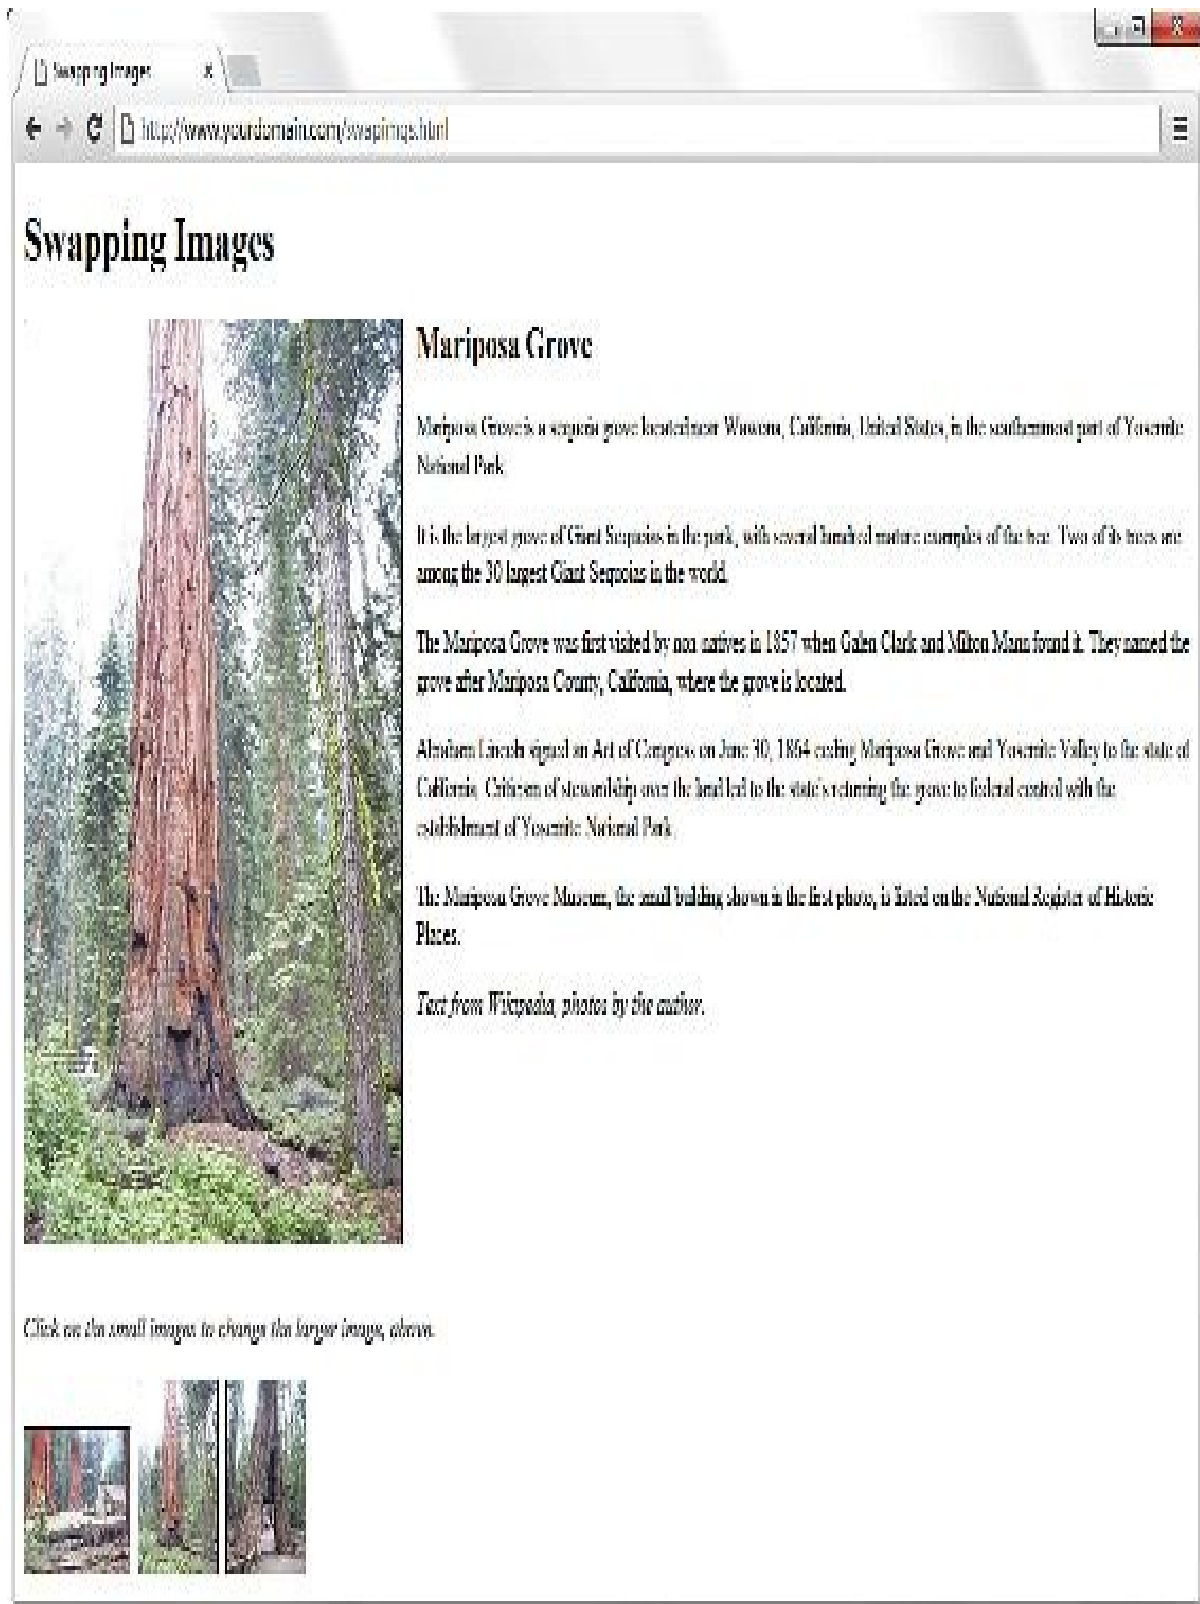 Swapping Images
http://www.yourdomain.com/swapimgs.html
Swapping Images
Mariposa Grove
Mariposa Grove is a sequoia grove located near Wawona, California, United States, in the southernmost part of Yosemite
National Park.
It is the largest grove of Giant Sequoias in the park, with several hundred mature examples of the tree. Two of its trees are
among the 30 largest Giant Sequoias in the world.
The Mariposa Grove was first visited by non-natives in 1857 when Galen Clark and Milton Mann found it. They named the
grove after Mariposa County, California, where the grove is located.
Abraham Lincoln signed an Act of Congress on June 30, 1864 ceding Mariposa Grove and Yosemite Valley to the state of
California. Criticism of stewardship over the land led to the state's returning the grove to federal control with the
establishment of Yosemite National Park.
The Mariposa Grove Museum, the small building shown in the first photo, is listed on the National Register of Historic
Places.
Text from Wikipedia, photos by the author.
Click on the small images to change the larger image, above.